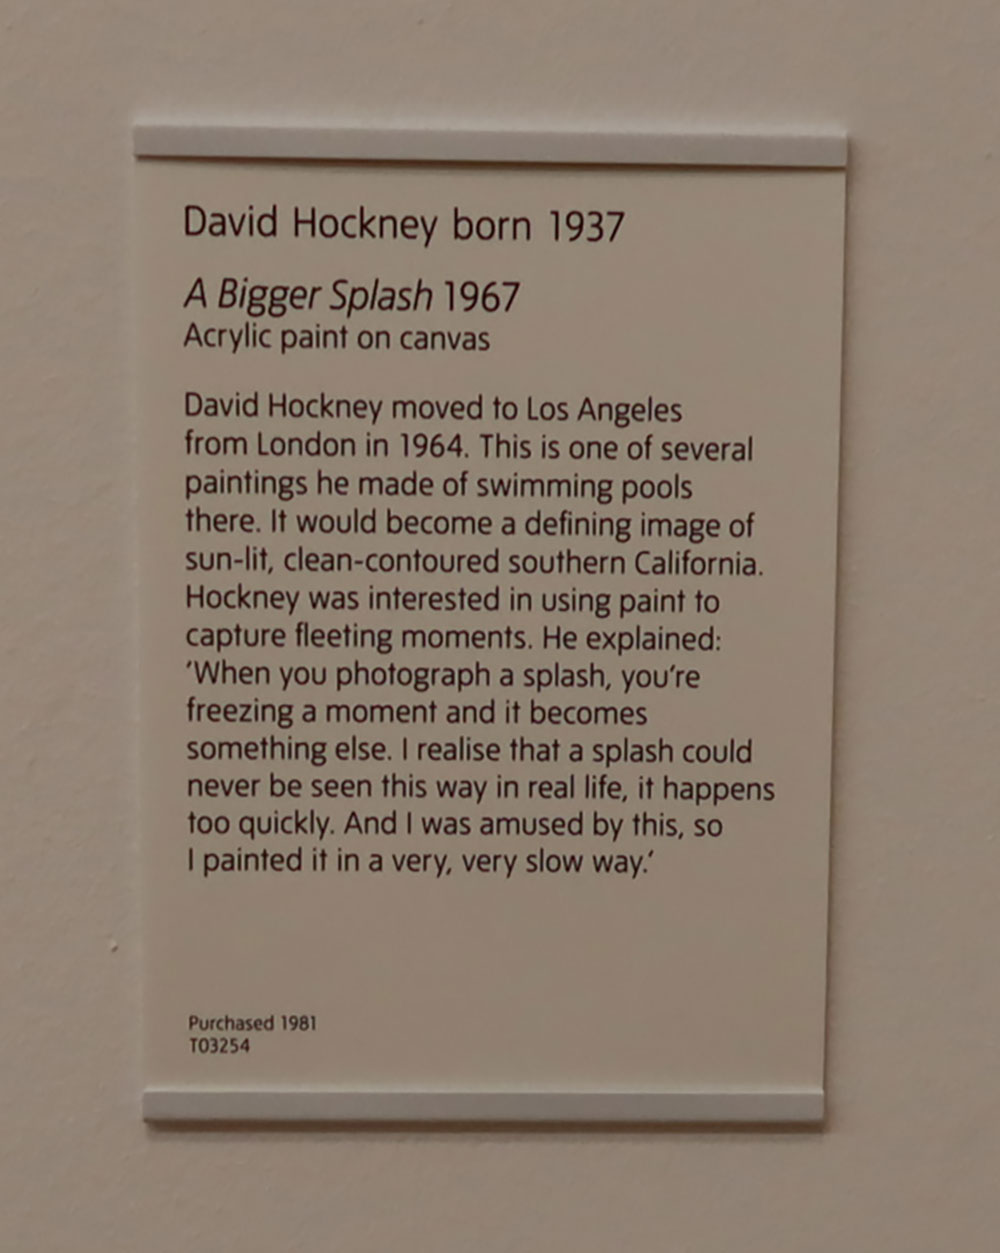 David Hockney born 1937
A Bigger Splash 1967
Acrylic paint on canvas
David Hockney moved to Los Angeles
from London in 1964. This is one of several
paintings he made of swimming pools
there. It would become a defining image of
sun-lit, clean-contoured southern California.
Hockney was interested in using paint to
capture fleeting moments. He explained:
‘When you photograph a splash, you’re
freezing a moment and it becomes
something else. I realise that a splash could
never be seen this way in real life, it happens
too quickly. And I was amused by this, so
I painted it in a very, very slow way.’
Purchased 1981
T03254